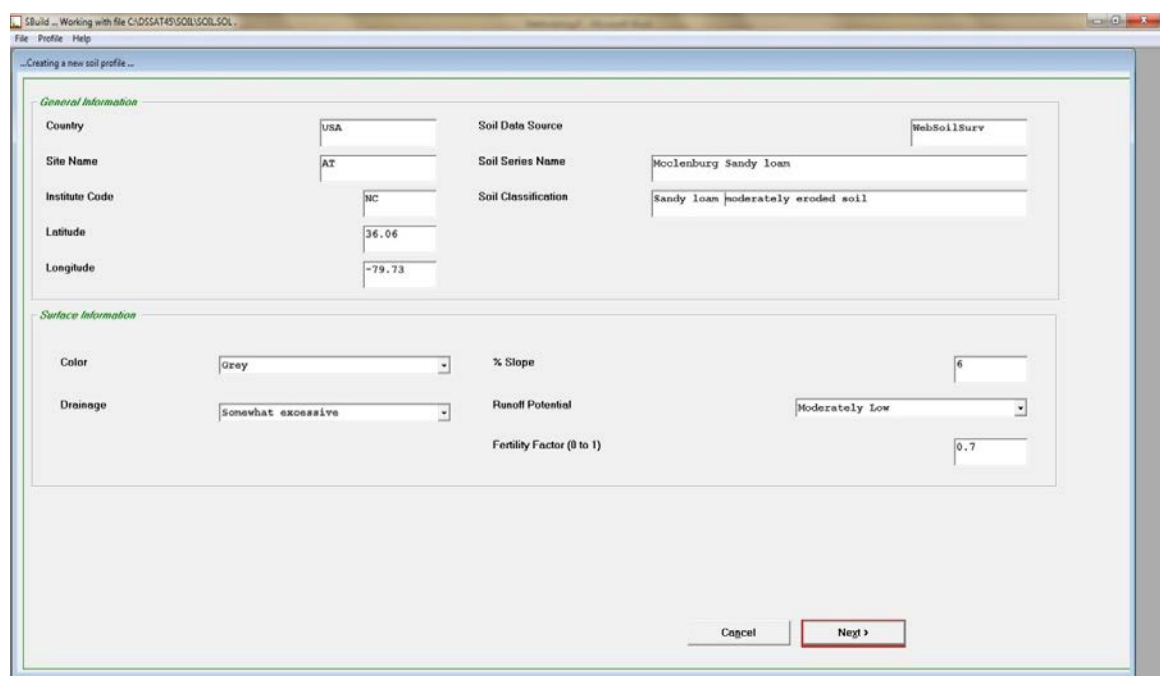 SBuild ... Working with file C:\DSSAT45\SOIL\SOIL.SOL .
File Profile Help
...Creating a new soil profile ...
General Information
Country USA Soil Data Source WebSoilSurv
Site Name AT Soil Series Name Mcclenburg Sandy loam
Institute Code NC Soil Classification Sandy loam moderately eroded soil
Latitude 36.06
Longitude -79.73
Surface Information
Color Grey % Slope 6
Drainage Somewhat excessive Runoff Potential Moderately Low
Fertility Factor (0 to 1) 0.7
Cancel Next >